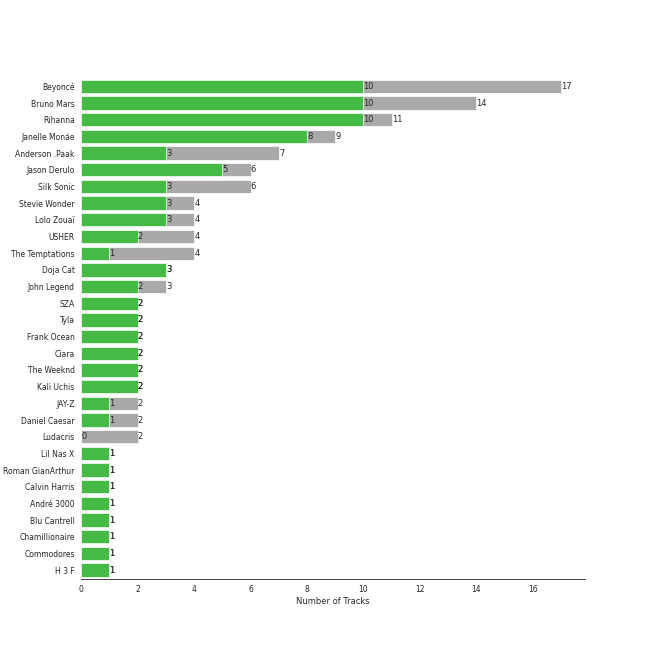 Beyoncé 10 17
Bruno Mars 10 14
Rihanna 10 11
Janelle Monáe 8 9
Anderson .Paak 3 7
Jason Derulo 5 6
Silk Sonic 3 6
Stevie Wonder 3 4
Lolo Zouaï 3 4
USHER 2 4
The Temptations 1 4
Doja Cat 3
John Legend 2 3
SZA 2
Tyla 2
Frank Ocean 2
Ciara 2
The Weeknd 2
Kali Uchis 2
JAY-Z 1 2
Daniel Caesar 1 2
Ludacris 0 2
Lil Nas X 1
Roman GianArthur 1
Calvin Harris 1
André 3000 1
Blu Cantrell 1
Chamillionaire 1
Commodores 1
H 3 F 1
0 2 4 6 8 10 12 14 16
Number of Tracks